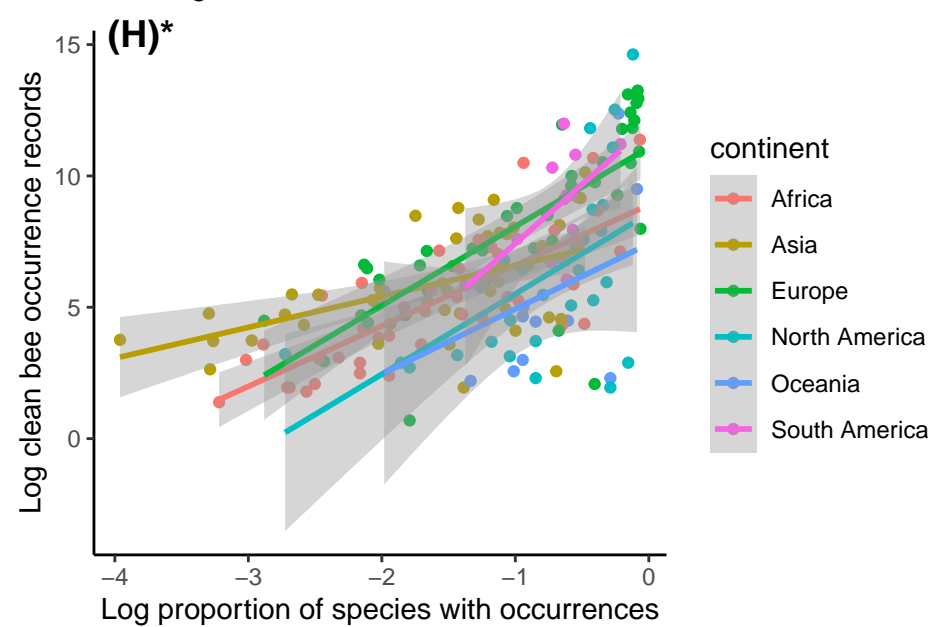 (H)*
15
10
5
0
Log clean bee occurrence records
−4 −3 −2 −1 0
Log proportion of species with occurrences
continent
Africa
Asia
Europe
North America
Oceania
South America